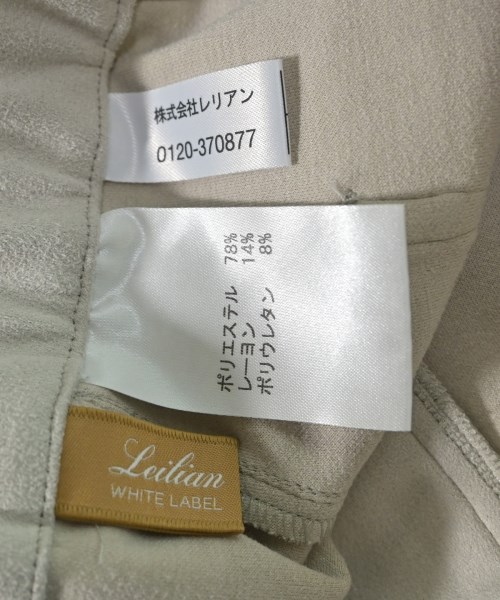 株式会社レリアン
0120-370877
ポリエステル 78%
レーヨン 14%
ポリウレタン 8%
Leilian
WHITE LABEL